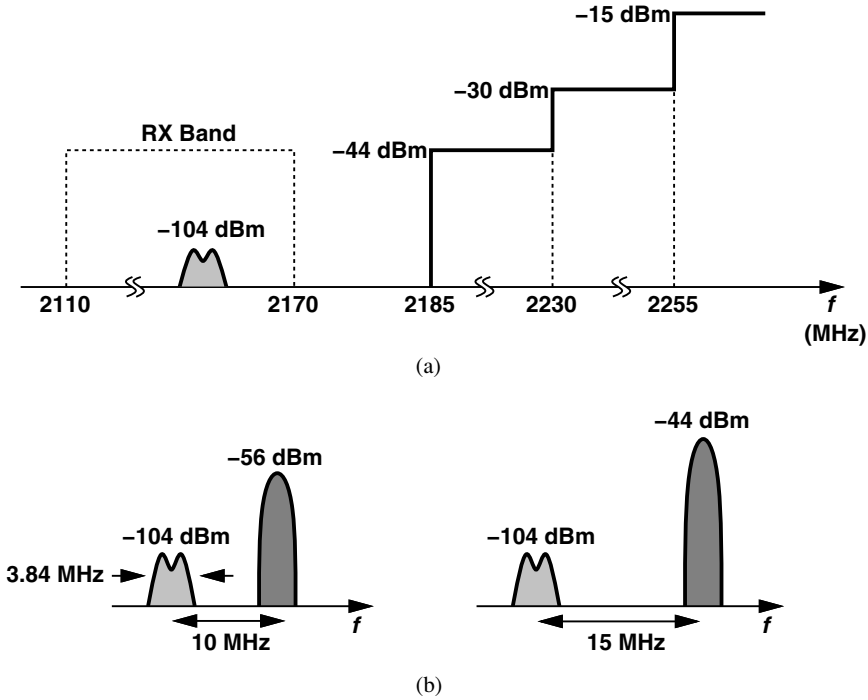 −15 dBm
−30 dBm
RX Band
−44 dBm
−104 dBm
2110 2170 2185 2230 2255 f
(MHz)
(a)
−44 dBm
−56 dBm
−104 dBm −104 dBm
3.84 MHz
f f
10 MHz 15 MHz
(b)